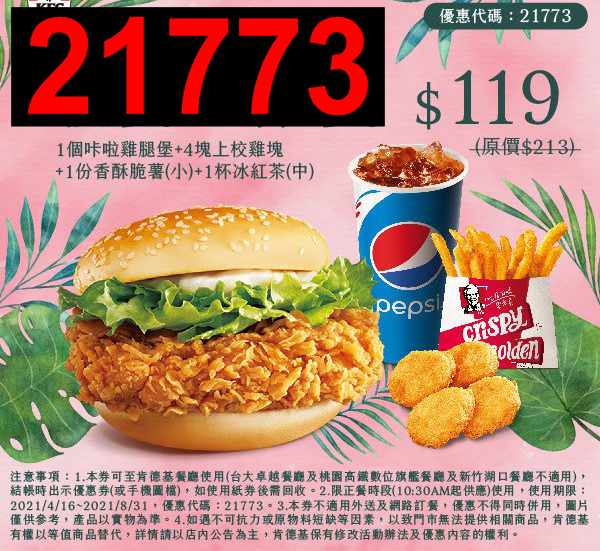 KFC
優惠代碼：21773
21773
$119
(原價$213)
1個咔啦雞腿堡+4塊上校雞塊
+1份香酥脆薯(小)+1杯冰紅茶(中)
pepsi
crispy
golden
注意事項：1.本券可至肯德基餐廳使用(台大卓越餐廳及桃園高鐵數位旗艦餐廳及新竹湖口餐廳不適用)，
結帳時出示優惠券(或手機圖檔)，如使用紙券後需回收。2.限正餐時段(10:30AM起供應)使用，使用期限：
2021/4/16~2021/8/31，優惠代碼：21773。3.本券不適用外送及網路訂餐，優惠不得同時併用，圖片
僅供參考，產品以實物為準。4.如遇不可抗力或原物料短缺等因素，以致門市無法提供相關商品，肯德基
有權以等值商品替代，詳情請以店內公告為主，肯德基保有修改活動辦法及優惠內容的權利。